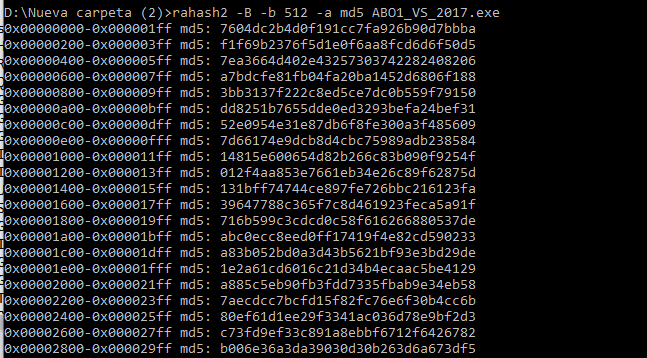 D:\Nueva carpeta (2)>rahash2 -B -b 512 -a md5 ABO1_VS_2017.exe
0x00000000-0x000001ff md5: 7604dc2b4d0f191cc7fa926b90d7bbba
0x00000200-0x000003ff md5: f1f69b2376f5d1e0f6aa8fcd6d6f50d5
0x00000400-0x000005ff md5: 7ea3664d402e43257303742282408206
0x00000600-0x000007ff md5: a7bdcfe81fb04fa20ba1452d6806f188
0x00000800-0x000009ff md5: 3bb3137f222c8ed5ce7dc0b559f79150
0x00000a00-0x00000bff md5: dd8251b7655dde0ed3293befa24bef31
0x00000c00-0x00000dff md5: 52e0954e31e87db6f8fe300a3f485609
0x00000e00-0x00000fff md5: 7d66174e9dcb8d4cbc75989adb238584
0x00001000-0x000011ff md5: 14815e600654d82b266c83b090f9254f
0x00001200-0x000013ff md5: 012f4aa853e7661eb34e26c89f62875d
0x00001400-0x000015ff md5: 131bff74744ce897fe726bbc216123fa
0x00001600-0x000017ff md5: 39647788c365f7c8d461923feca5a91f
0x00001800-0x000019ff md5: 716b599c3cdcd0c58f616266880537de
0x00001a00-0x00001bff md5: abc0ecc8eed0ff17419f4e82cd590233
0x00001c00-0x00001dff md5: a83b052bd0a3d43b5621bf93e3bd29de
0x00001e00-0x00001fff md5: 1e2a61cd6016c21d34b4ecaac5be4129
0x00002000-0x000021ff md5: a885c5eb90fb3fdd7335fbab9e34eb58
0x00002200-0x000023ff md5: 7aecdcc7bcfd15f82fc76e6f30b4cc6b
0x00002400-0x000025ff md5: 80ef61d1ee29f3341ac036d78e9bf2d3
0x00002600-0x000027ff md5: c73fd9ef33c891a8ebbf6712f6426782
0x00002800-0x000029ff md5: b006e36a3da39030d30b263d6a673df5